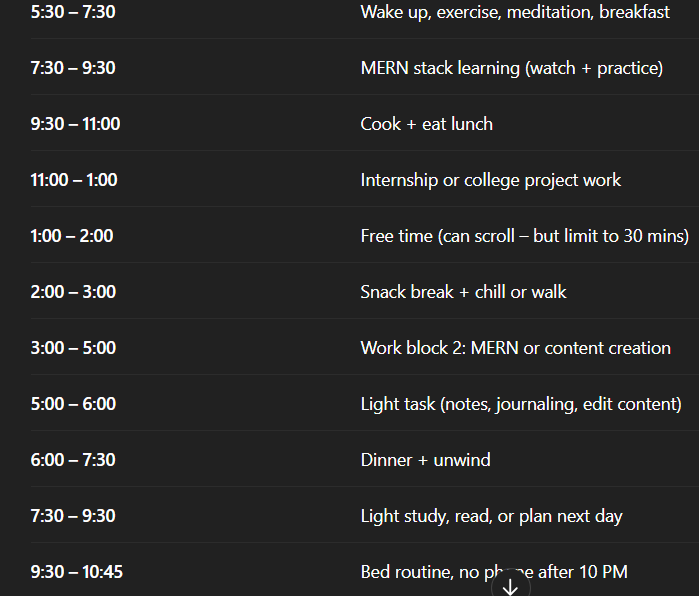 5:30 – 7:30 Wake up, exercise, meditation, breakfast
7:30 – 9:30 MERN stack learning (watch + practice)
9:30 – 11:00 Cook + eat lunch
11:00 – 1:00 Internship or college project work
1:00 – 2:00 Free time (can scroll – but limit to 30 mins)
2:00 – 3:00 Snack break + chill or walk
3:00 – 5:00 Work block 2: MERN or content creation
5:00 – 6:00 Light task (notes, journaling, edit content)
6:00 – 7:30 Dinner + unwind
7:30 – 9:30 Light study, read, or plan next day
9:30 – 10:45 Bed routine, no phone after 10 PM